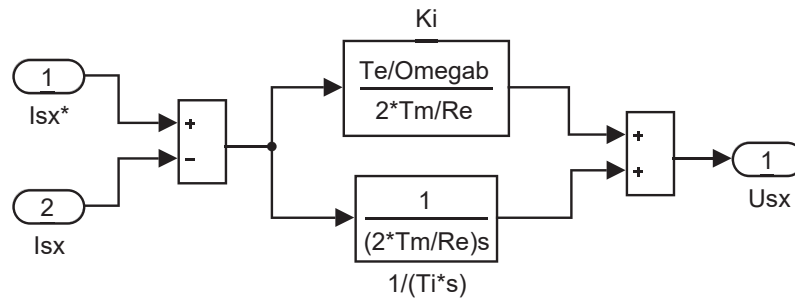 Ki
1
Isx*
+
−
Te/Omegab
2*Tm/Re
+
+
1
Usx
2
Isx
1
(2*Tm/Re)s
1/(Ti*s)